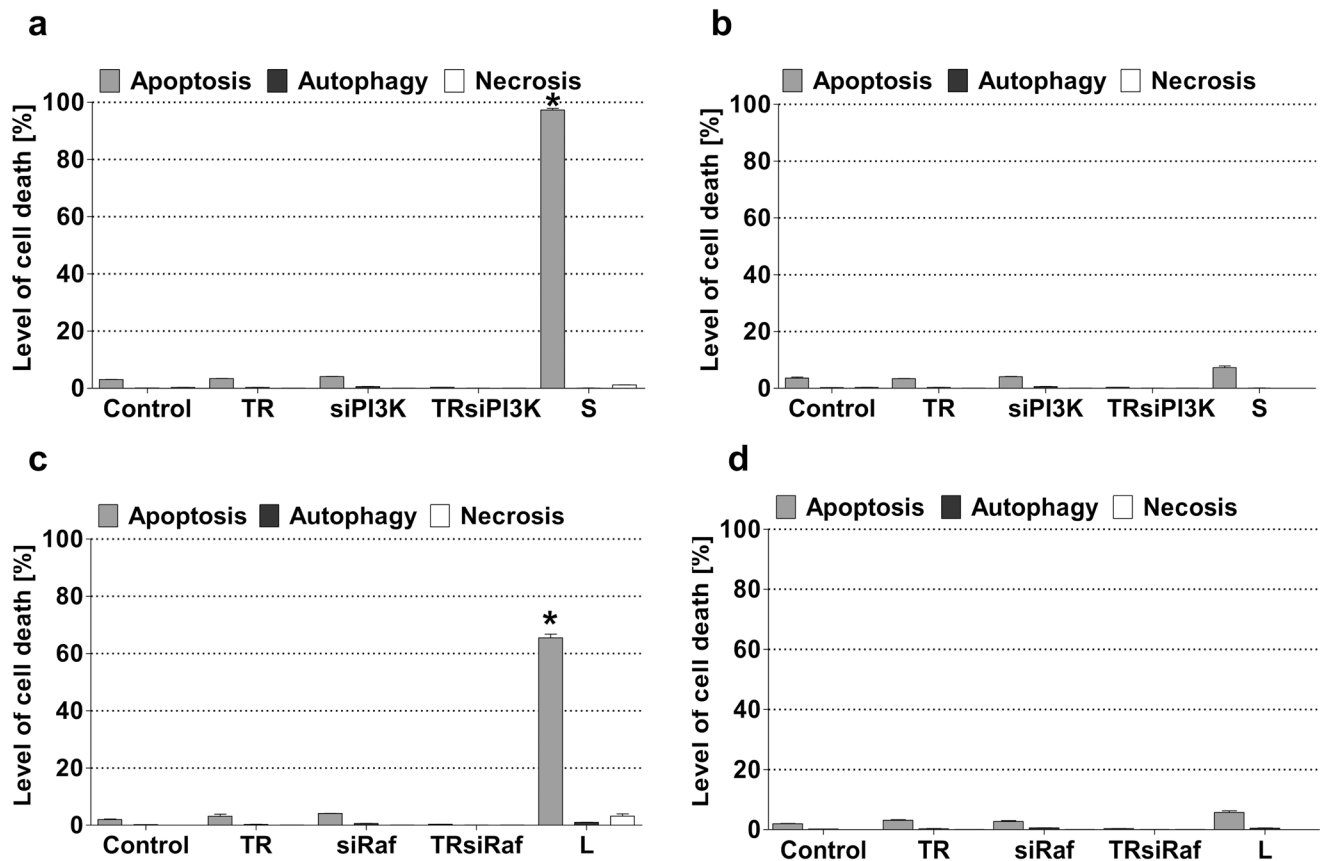 a
Apoptosis Autophagy Necrosis
Level of cell death [%]
100
80
60
40
20
0
Control TR siPI3K TRsiPI3K S
*
b
Apoptosis Autophagy Necrosis
Level of cell death [%]
100
80
60
40
20
0
Control TR siPI3K TRsiPI3K S
c
Apoptosis Autophagy Necrosis
Level of cell death [%]
100
80
60
40
20
0
Control TR siRaf TRsiRaf L
*
d
Apoptosis Autophagy Necosis
Level of cell death [%]
100
80
60
40
20
0
Control TR siRaf TRsiRaf L